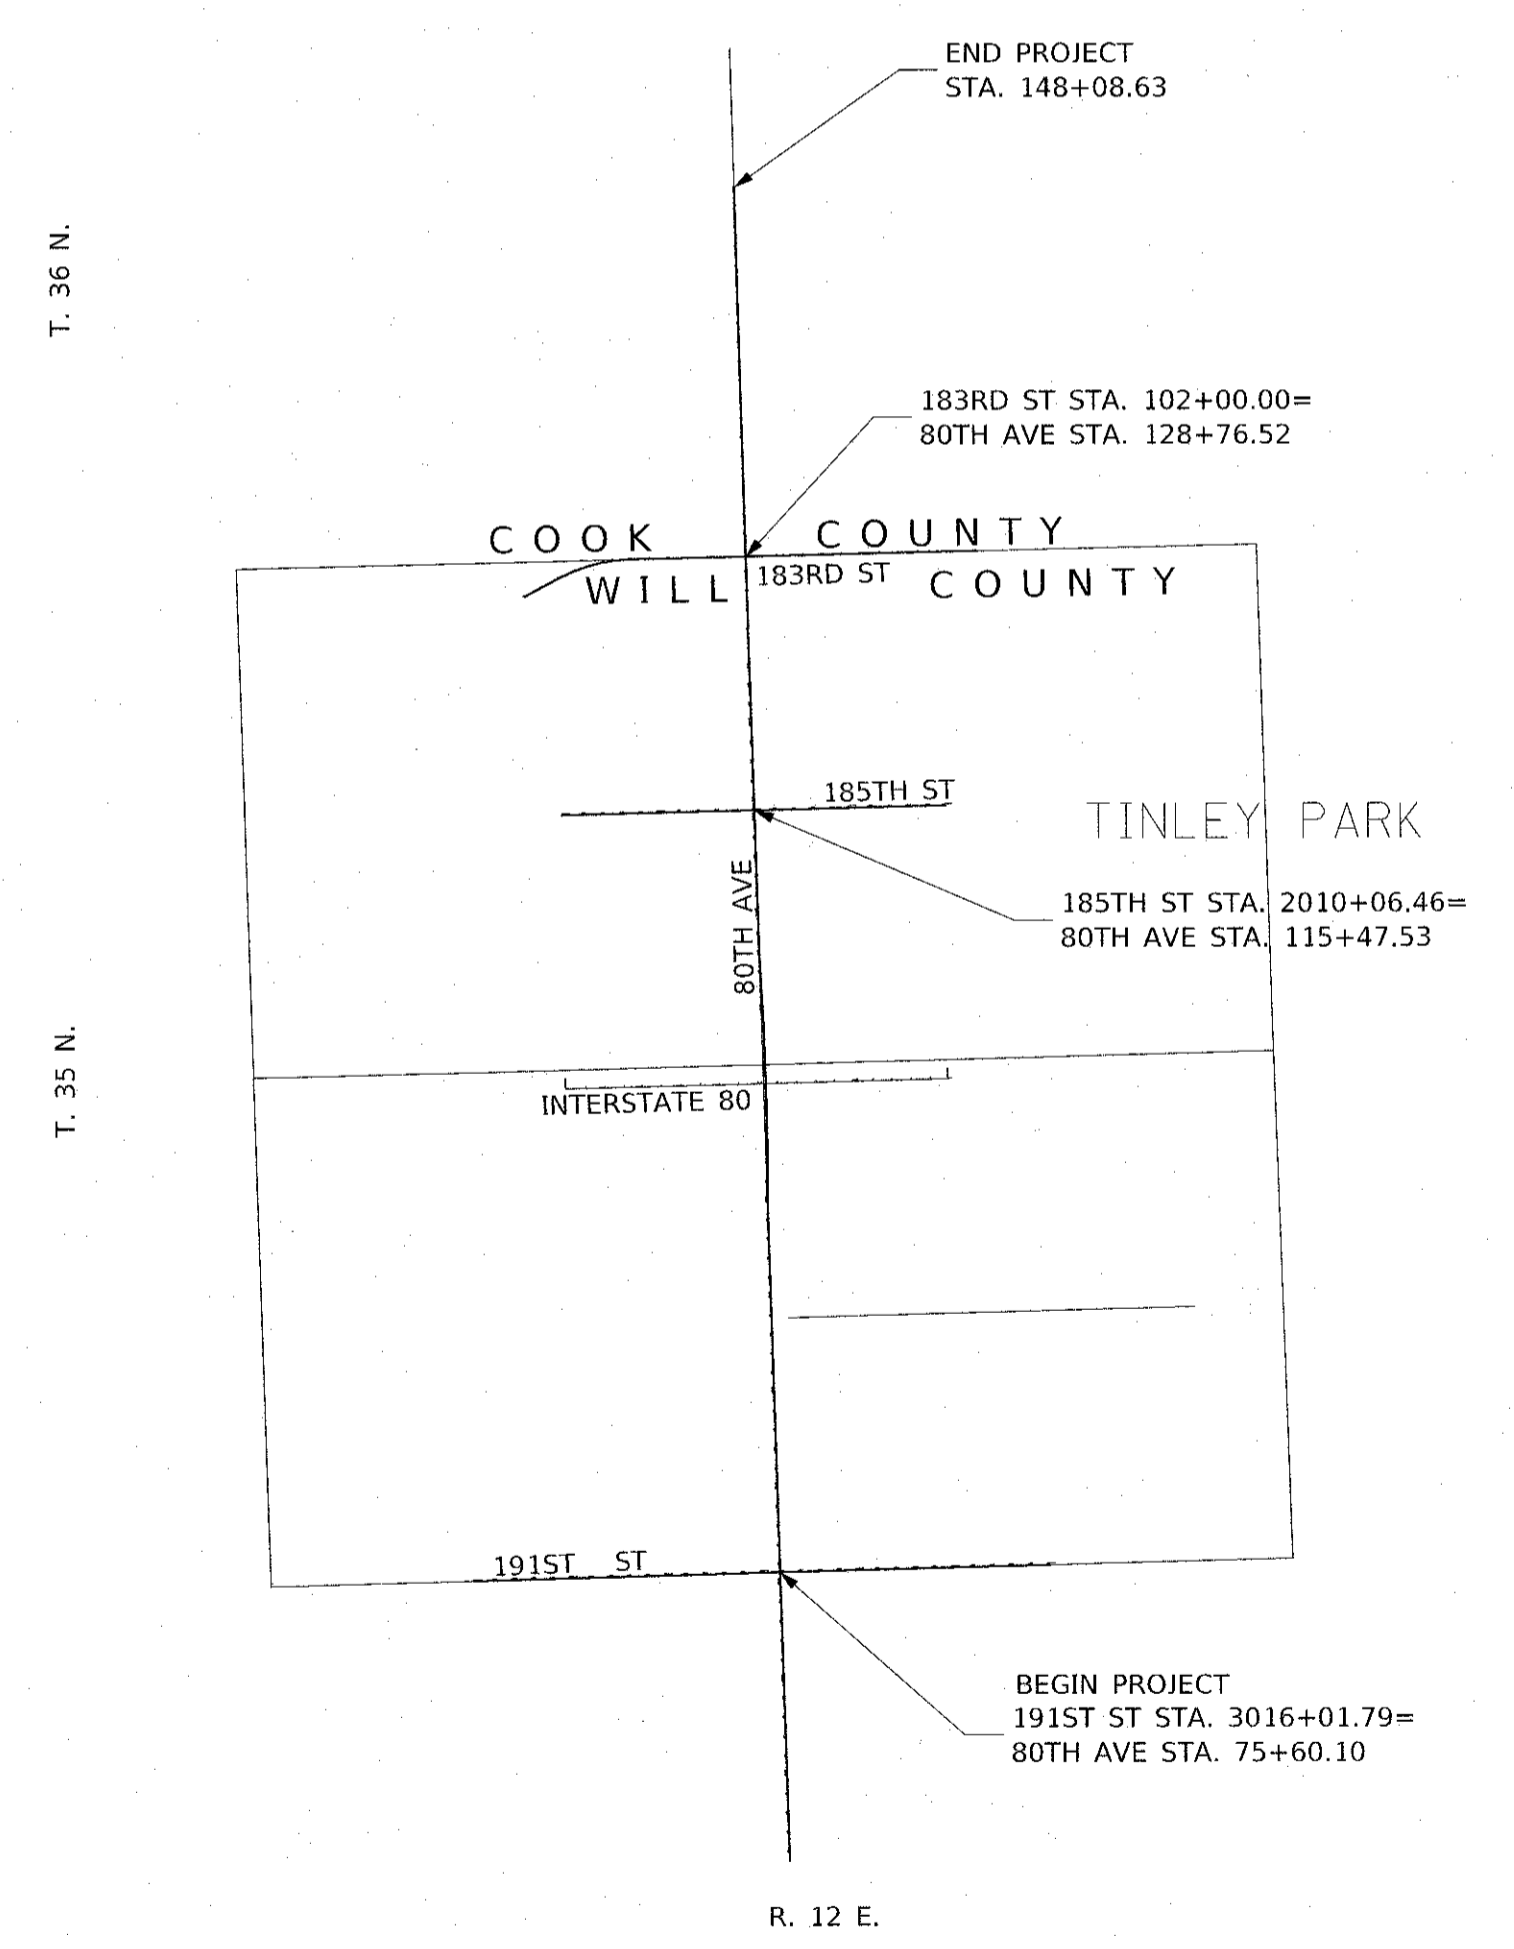 END PROJECT
STA. 148+08.63
T. 36 N.
183RD ST STA. 102+00.00=
80TH AVE STA. 128+76.52
COOK COUNTY
WILL COUNTY
183RD ST
185TH ST
TINLEY PARK
80TH AVE
185TH ST STA. 2010+06.46=
80TH AVE STA. 115+47.53
T. 35 N.
INTERSTATE 80
191ST ST
BEGIN PROJECT
191ST ST STA. 3016+01.79=
80TH AVE STA. 75+60.10
R. 12 E.